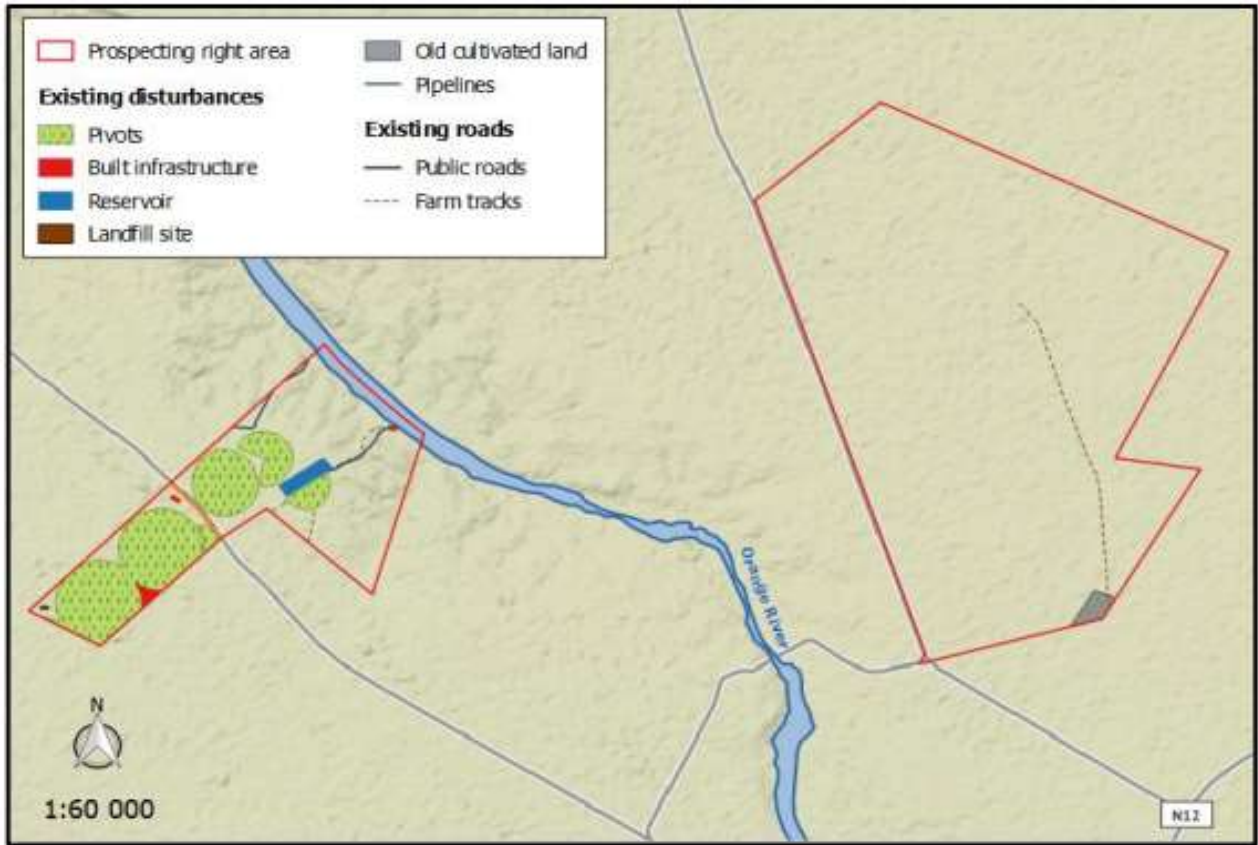 Prospecting right area
Existing disturbances
Pivots
Built infrastructure
Reservoir
Landfill site
Old cultivated land
Pipelines
Existing roads
Public roads
Farm tracks
Orange River
N
1:60 000
N12